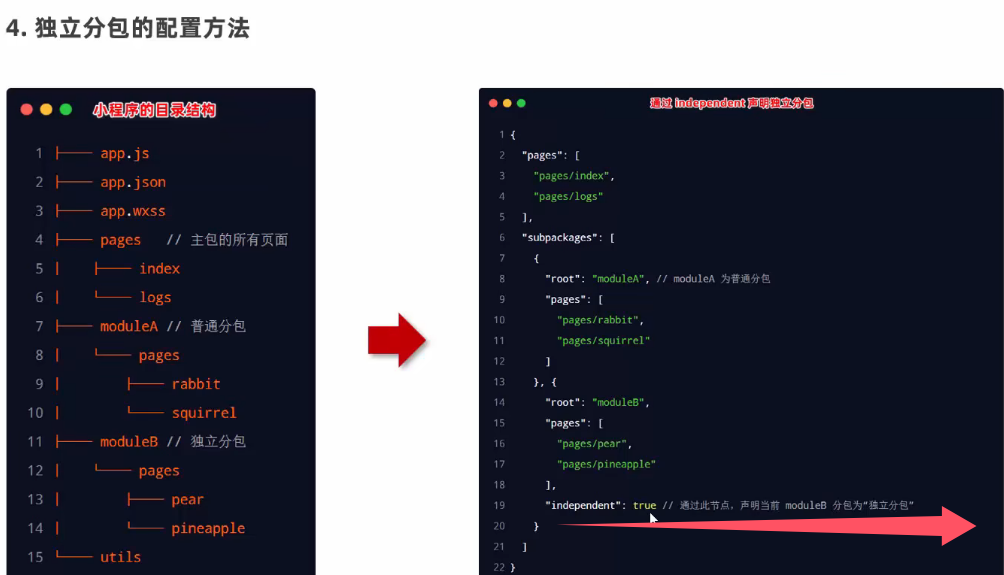 4. 独立分包的配置方法
小程序的目录结构
1 ├── app.js
2 ├── app.json
3 ├── app.wxss
4 ├── pages // 主包的所有页面
5 │ ├── index
6 │ └── logs
7 ├── moduleA // 普通分包
8 │ └── pages
9 │ ├── rabbit
10 │ └── squirrel
11 ├── moduleB // 独立分包
12 │ └── pages
13 │ ├── pear
14 │ └── pineapple
15 └── utils
通过 independent 声明独立分包
1 {
2 "pages": [
3 "pages/index",
4 "pages/logs"
5 ],
6 "subpackages": [
7 {
8 "root": "moduleA", // moduleA 为普通分包
9 "pages": [
10 "pages/rabbit",
11 "pages/squirrel"
12 ]
13 }, {
14 "root": "moduleB",
15 "pages": [
16 "pages/pear",
17 "pages/pineapple"
18 ],
19 "independent": true // 通过此节点，声明当前 moduleB 分包为“独立分包”
20 }
21 ]
22 }